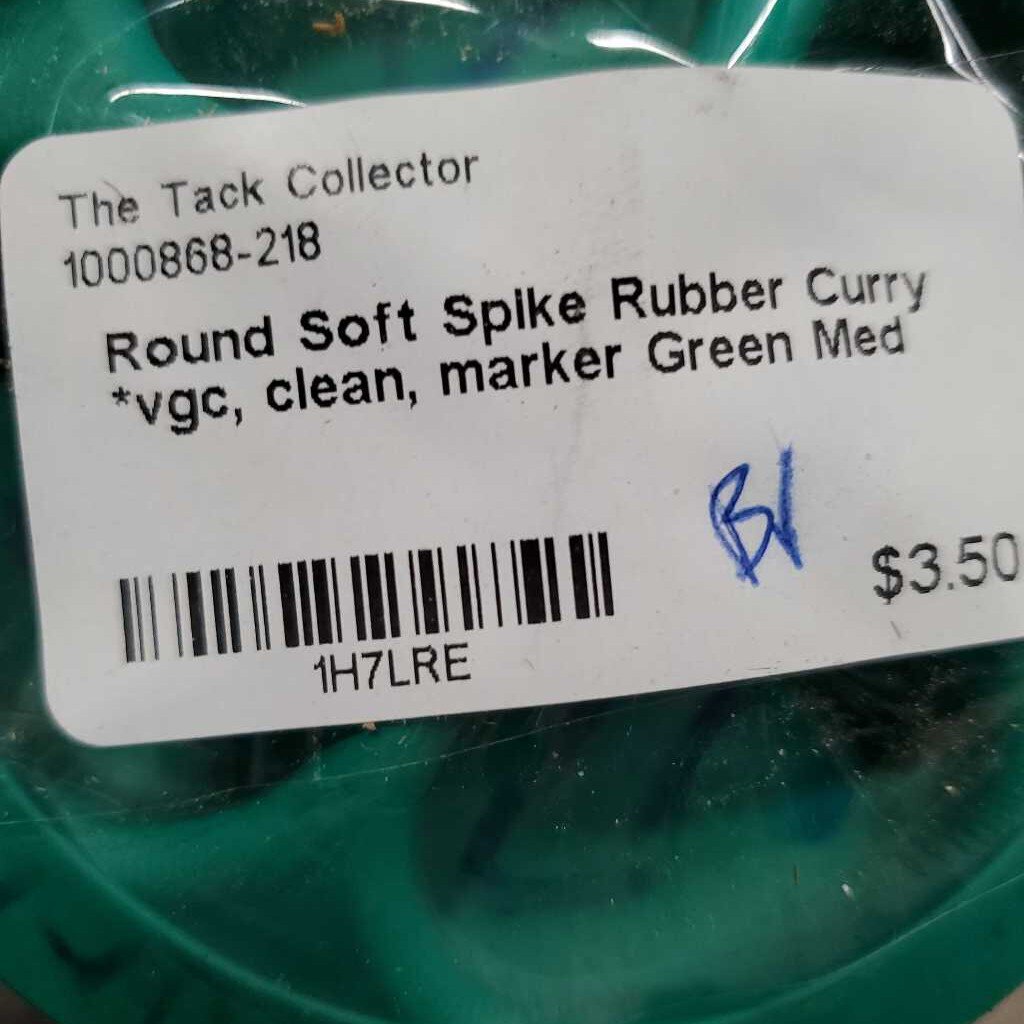 The Tack Collector
1000868-218
Round Soft Spike Rubber Curry
*vgc, clean, marker Green Med
$3.50
1H7LRE